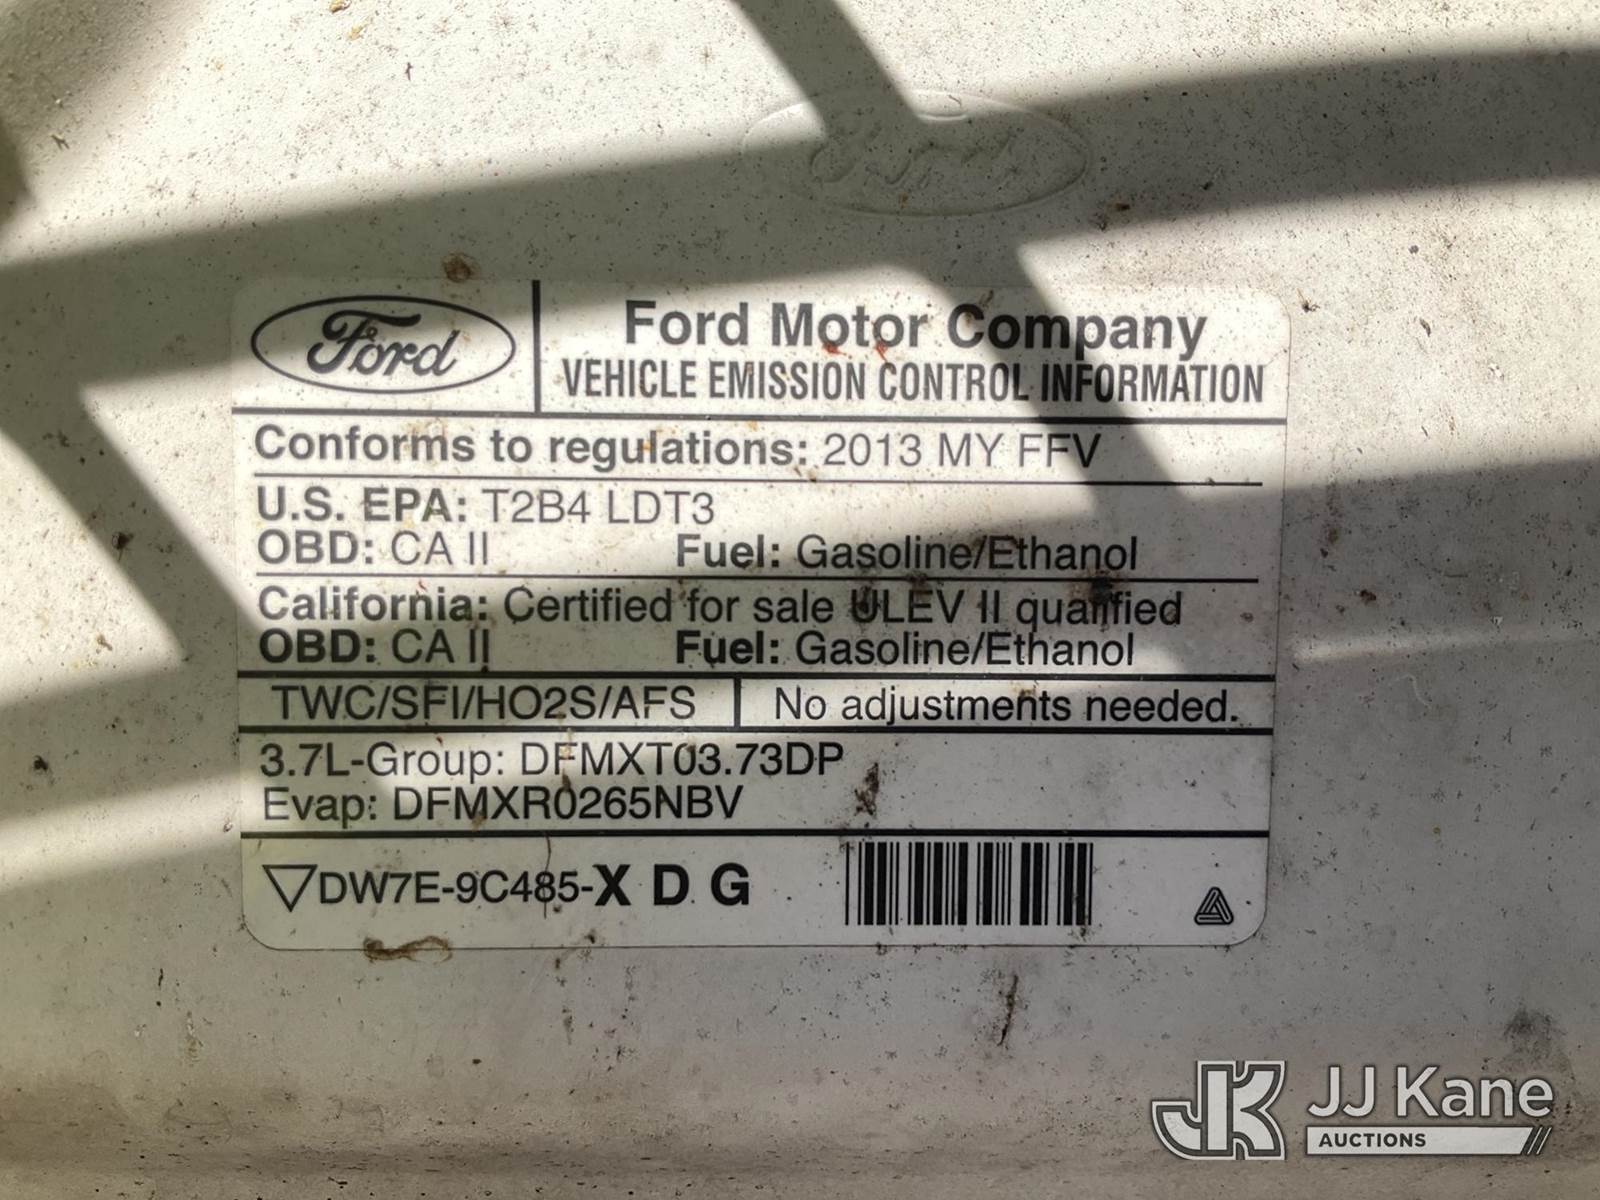 Ford
Ford Motor Company
VEHICLE EMISSION CONTROL INFORMATION
Conforms to regulations: 2013 MY FFV
U.S. EPA: T2B4 LDT3
OBD: CA II Fuel: Gasoline/Ethanol
California: Certified for sale ULEV II qualified
OBD: CA II Fuel: Gasoline/Ethanol
TWC/SFI/HO2S/AFS No adjustments needed.
3.7L-Group: DFMXT03.73DP
Evap: DFMXR0265NBV
DW7E-9C485-X D G
JK JJ Kane
AUCTIONS